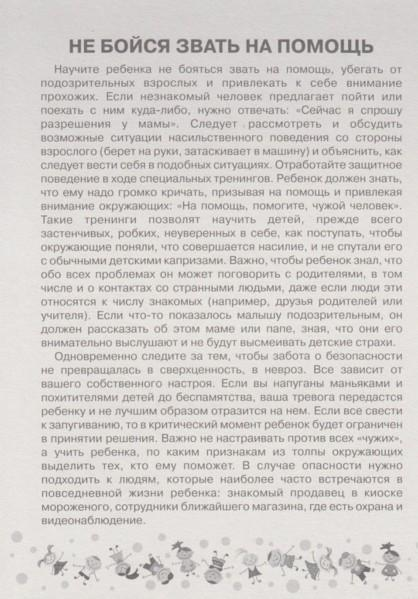 НЕ БОЙСЯ ЗВАТЬ НА ПОМОЩЬ
Научите ребенка не бояться звать на помощь, убегать от
подозрительных взрослых и привлекать к себе внимание
прохожих. Если незнакомый человек предлагает пойти или
поехать с ним куда-либо, нужно отвечать: «Сейчас я спрошу
разрешения у мамы». Следует рассмотреть и обсудить
возможные ситуации насильственного поведения со стороны
взрослого (берет на руки, затаскивает в машину) и объяснить, как
следует вести себя в подобных ситуациях. Отработайте защитное
поведение в ходе специальных тренингов. Ребенок должен знать,
что ему надо громко кричать, призывая на помощь и привлекая
внимание окружающих: «На помощь, помогите, чужой человек».
Такие тренинги позволят научить детей, прежде всего
застенчивых, робких, неуверенных в себе, как поступать, чтобы
окружающие поняли, что совершается насилие, и не спутали его
с обычными детскими капризами. Важно, чтобы ребенок знал, что
обо всех проблемах он может поговорить с родителями, в том
числе и о контактах со странными людьми, даже если люди эти
относятся к числу знакомых (например, друзья родителей или
учителя). Если что-то показалось малышу подозрительным, он
должен рассказать об этом маме или папе, зная, что они его
внимательно выслушают и не будут высмеивать детские страхи.
Одновременно следите за тем, чтобы забота о безопасности
не превращалась в сверхценность, в невроз. Все зависит от
вашего собственного настроя. Если вы напуганы маньяками и
похитителями детей до беспамятства, ваша тревога передастся
ребенку и не лучшим образом отразится на нем. Если все свести
к запугиванию, то в критический момент ребенок будет ограничен
в принятии решения. Важно не настраивать против всех «чужих»,
а учить ребенка, по каким признакам из толпы окружающих
выделить тех, кто ему поможет. В случае опасности нужно
подходить к людям, которые наиболее часто встречаются в
повседневной жизни ребенка: знакомый продавец в киоске
мороженого, сотрудники ближайшего магазина, где есть охрана и
видеонаблюдение.